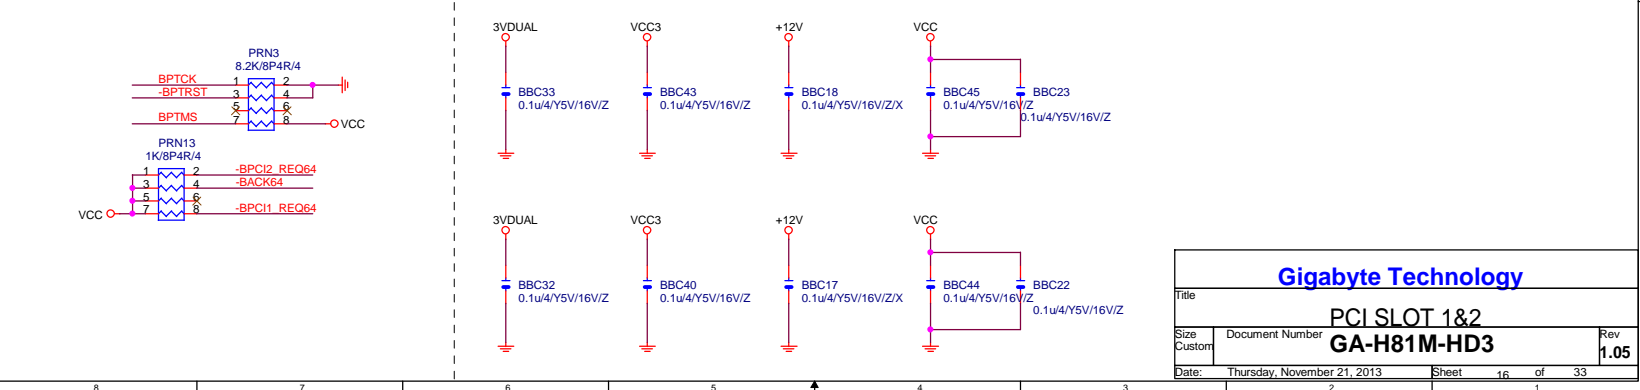 3VDUAL VCC3 +12V VCC
PRN3
8.2K/8P4R/4
BPTCK 1 2
-BPTRST 3 4
5 6
BPTMS 7 8 VCC
BBC33 BBC43 BBC18 BBC45 BBC23
0.1u/4/Y5V/16V/Z 0.1u/4/Y5V/16V/Z 0.1u/4/Y5V/16V/Z/X 0.1u/4/Y5V/16V/Z
0.1u/4/Y5V/16V/Z
PRN13
1K/8P4R/4
1 2 -BPCI2_REQ64
3 4 -BACK64
5 6
VCC 7 8 -BPCI1_REQ64
3VDUAL VCC3 +12V VCC
BBC32 BBC40 BBC17 BBC44 BBC22
0.1u/4/Y5V/16V/Z 0.1u/4/Y5V/16V/Z 0.1u/4/Y5V/16V/Z/X 0.1u/4/Y5V/16V/Z
0.1u/4/Y5V/16V/Z
Gigabyte Technology
Title
PCI SLOT 1&2
Size Document Number Rev
Custom GA-H81M-HD3 1.05
Date: Thursday, November 21, 2013 Sheet 16 of 33
8 7 6 5 4 3 2 1